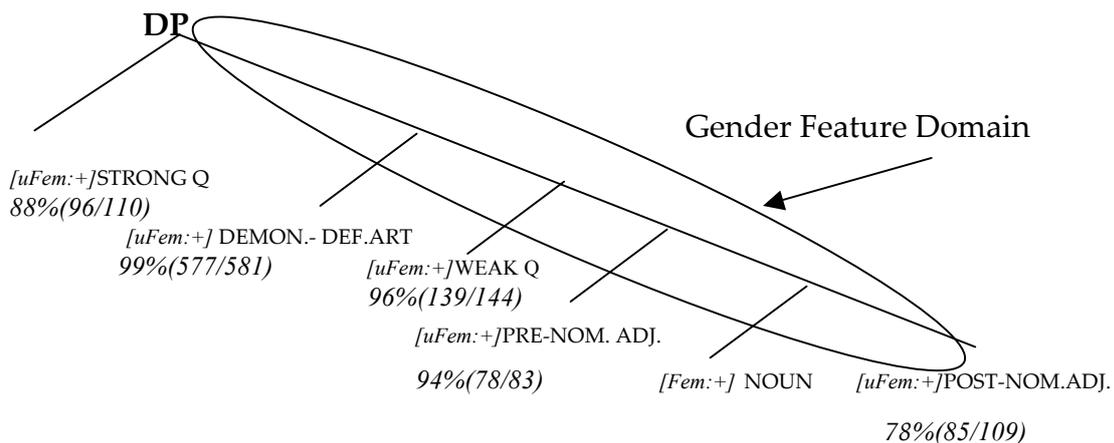 DP
Gender Feature Domain
[uFem:+]STRONG Q
88%(96/110)
[uFem:+] DEMON.- DEF.ART
99%(577/581)
[uFem:+]WEAK Q
96%(139/144)
[uFem:+]PRE-NOM. ADJ.
94%(78/83)
[Fem:+] NOUN
[uFem:+]POST-NOM.ADJ.
78%(85/109)